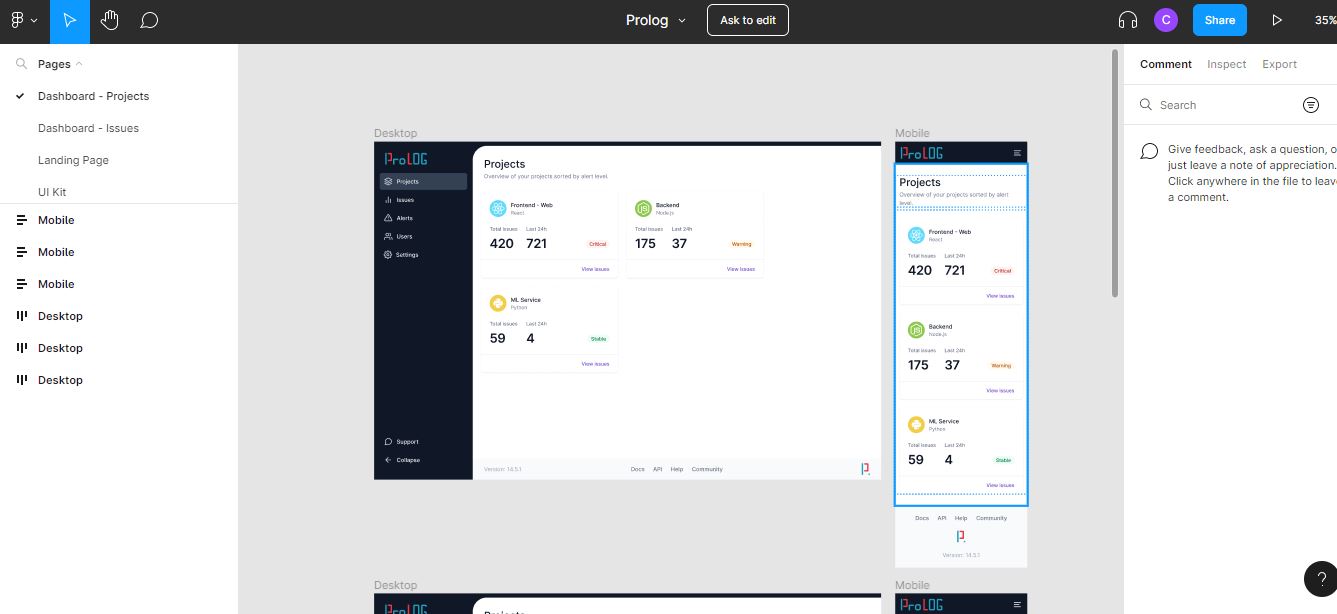 Prolog
Ask to edit
C
Share
35%
Pages
Dashboard - Projects
Dashboard - Issues
Landing Page
UI Kit
Mobile
Mobile
Mobile
Desktop
Desktop
Desktop
Desktop
ProLOG
Projects
Issues
Alerts
Users
Settings
Support
Collapse
Projects
Overview of your projects sorted by alert level.
Frontend - Web
React
Total issues Last 24h
420 721 Critical
View issues
Backend
Node.js
Total issues Last 24h
175 37 Warning
View issues
ML Service
Python
Total issues Last 24h
59 4 Stable
View issues
Version: 14.5.1 Docs API Help Community
Mobile
ProLOG
Projects
Overview of your projects sorted by alert
level.
Frontend - Web
React
Total issues Last 24h
420 721 Critical
View issues
Backend
Node.js
Total issues Last 24h
175 37 Warning
View issues
ML Service
Python
Total issues Last 24h
59 4 Stable
View issues
Docs API Help Community
Version: 14.5.1
Desktop
ProLOG
Projects
Mobile
ProLOG
Comment Inspect Export
Search
Give feedback, ask a question, o
just leave a note of appreciation.
Click anywhere in the file to leav
a comment.
?